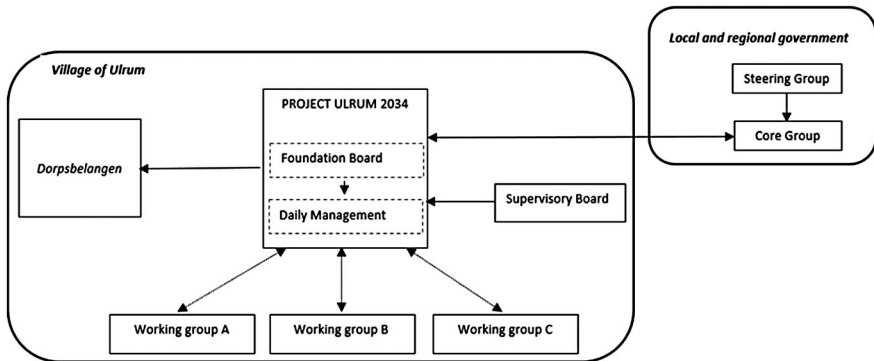 Local and regional government
Steering Group
Core Group
Village of Ulrum
PROJECT ULRUM 2034
Foundation Board
Daily Management
Dorpsbelangen
Supervisory Board
Working group A
Working group B
Working group C